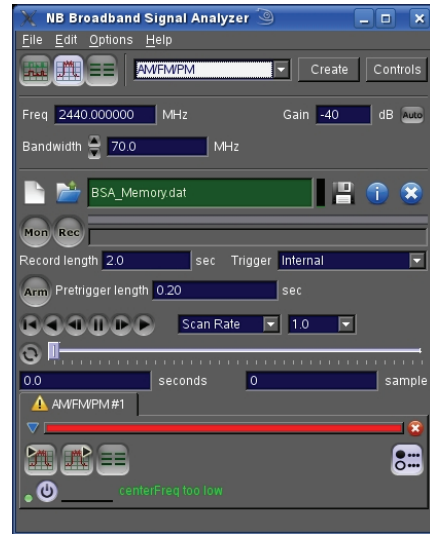 NB Broadband Signal Analyzer
File Edit Options Help
AM/FM/PM Create Controls
Freq 2440.000000 MHz Gain -40 dB Auto
Bandwidth 70.0 MHz
BSA_Memory.dat
Mon Rec
Record length 2.0 sec Trigger Internal
Arm Pretrigger length 0.20 sec
Scan Rate 1.0
0.0 seconds 0 sample
AM/FM/PM #1
centerFreq too low